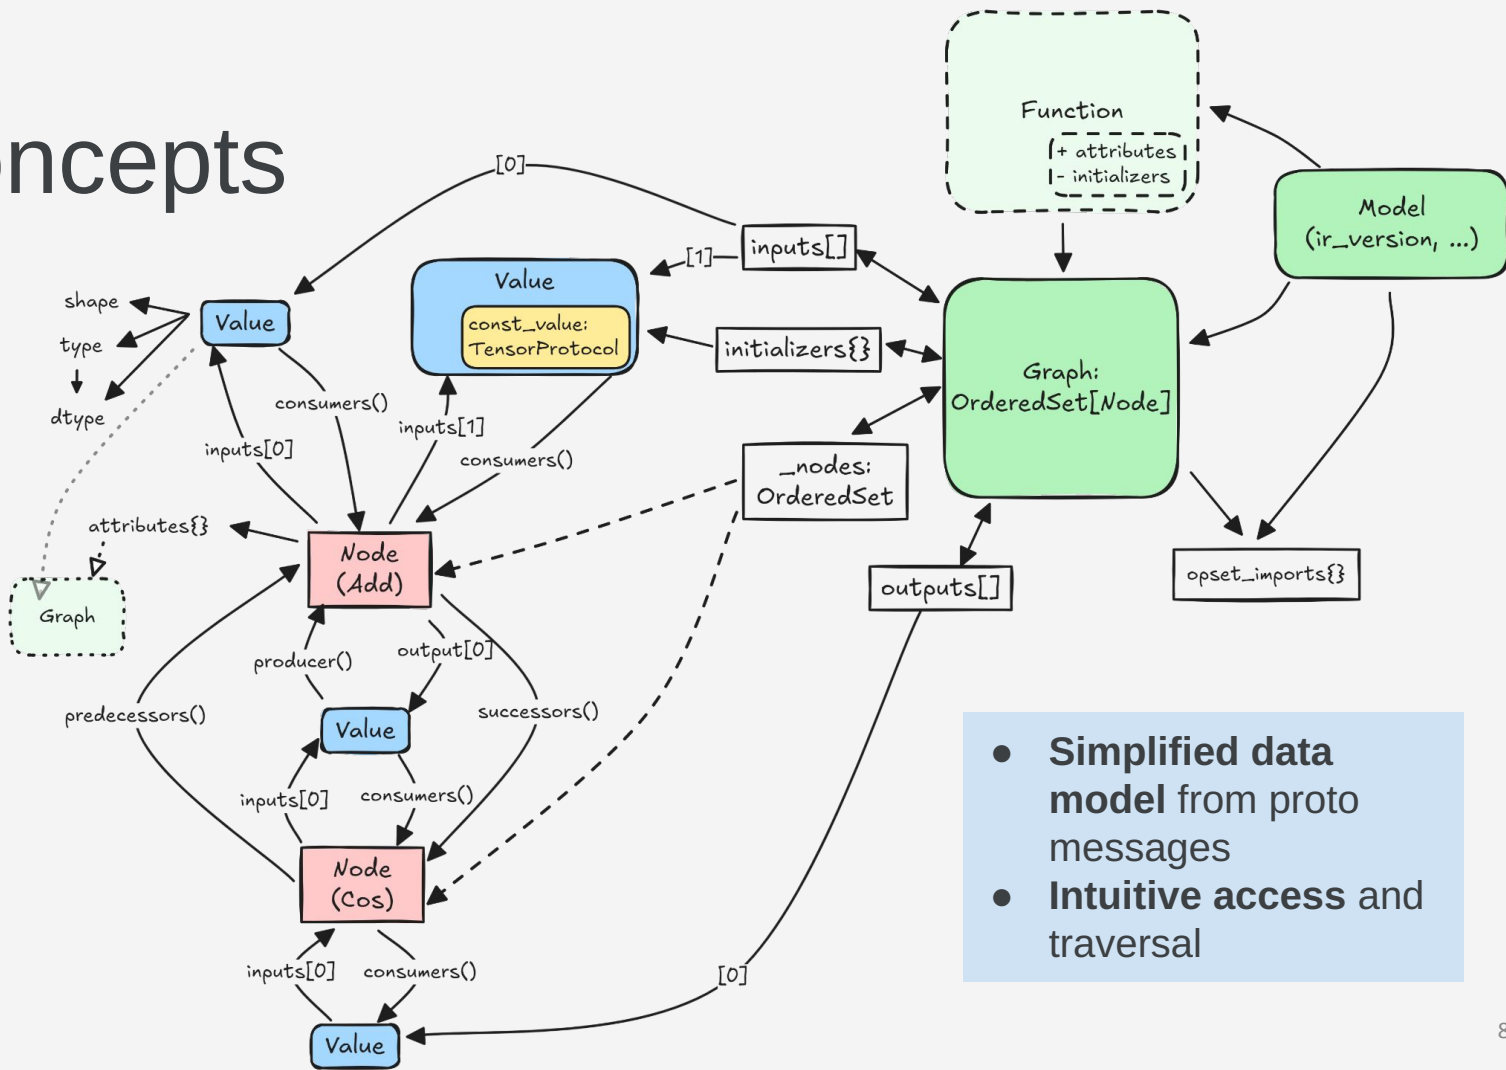 ncepts
Function
+ attributes
- initializers
Model
(ir_version, ...)
[0]
inputs[]
[1]
Value
const_value:
TensorProtocol
initializers{}
Graph:
OrderedSet[Node]
shape
type
dtype
Value
consumers()
inputs[0]
inputs[1]
consumers()
_nodes:
OrderedSet
attributes{}
Graph
Node
(Add)
outputs[]
opset_imports{}
producer()
output[0]
predecessors()
successors()
Value
inputs[0]
consumers()
Node
(Cos)
inputs[0]
consumers()
[0]
Value
● Simplified data
model from proto
messages
● Intuitive access and
traversal
8